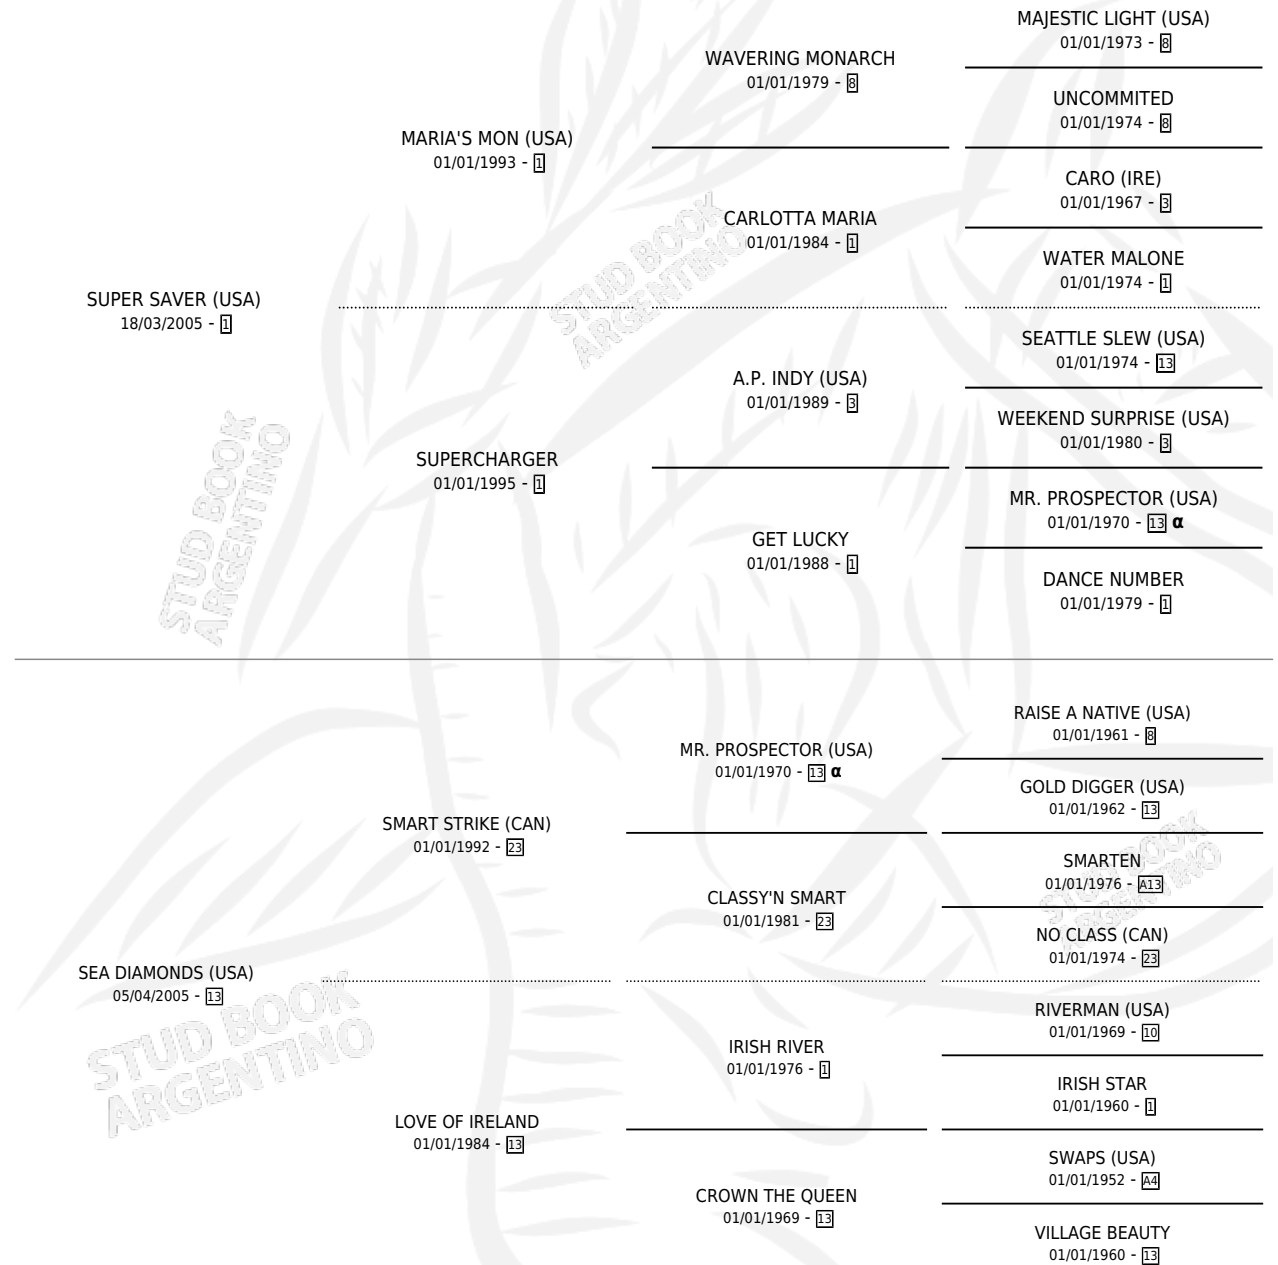 MAJESTIC LIGHT (USA)
01/01/1973 - 8
WAVERING MONARCH
01/01/1979 - 8
UNCOMMITED
01/01/1974 - 8
MARIA'S MON (USA)
01/01/1993 - 1
CARO (IRE)
01/01/1967 - 3
CARLOTTA MARIA
01/01/1984 - 1
WATER MALONE
01/01/1974 - 1
SUPER SAVER (USA)
18/03/2005 - 1
STUD BOOK
ARGENTINO
SEATTLE SLEW (USA)
01/01/1974 - 13
A.P. INDY (USA)
01/01/1989 - 3
WEEKEND SURPRISE (USA)
01/01/1980 - 3
SUPERCHARGER
01/01/1995 - 1
MR. PROSPECTOR (USA)
01/01/1970 - 13 α
GET LUCKY
01/01/1988 - 1
DANCE NUMBER
01/01/1979 - 1
STUD BOOK
ARGENTINO
RAISE A NATIVE (USA)
01/01/1961 - 8
MR. PROSPECTOR (USA)
01/01/1970 - 13 α
GOLD DIGGER (USA)
01/01/1962 - 13
SMART STRIKE (CAN)
01/01/1992 - 23
SMARTEN
01/01/1976 - A13
CLASSY'N SMART
01/01/1981 - 23
NO CLASS (CAN)
01/01/1974 - 23
STUD BOOK
ARGENTINO
SEA DIAMONDS (USA)
05/04/2005 - 13
RIVERMAN (USA)
01/01/1969 - 10
IRISH RIVER
01/01/1976 - 1
IRISH STAR
01/01/1960 - 1
STUD BOOK
ARGENTINO
LOVE OF IRELAND
01/01/1984 - 13
SWAPS (USA)
01/01/1952 - A4
CROWN THE QUEEN
01/01/1969 - 13
VILLAGE BEAUTY
01/01/1960 - 13